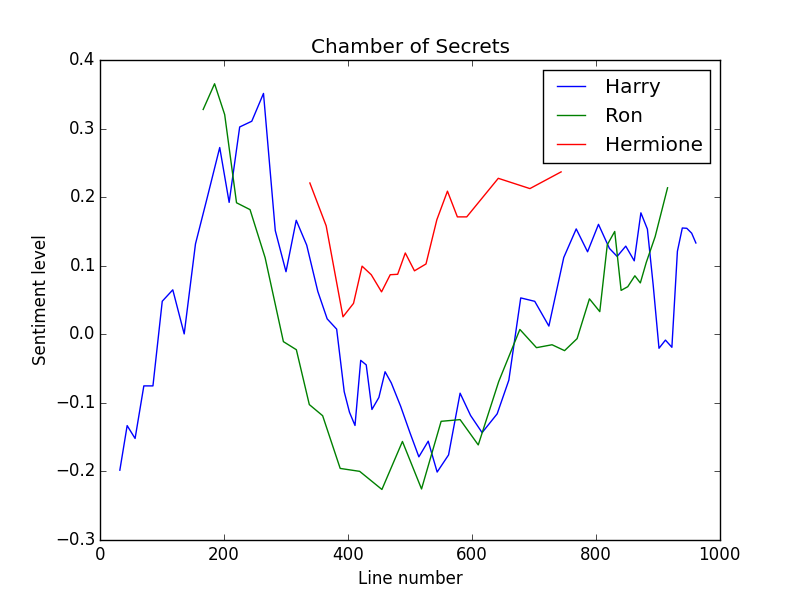 Chamber of Secrets
0.4
0.3
0.2
0.1
0.0
−0.1
−0.2
−0.3
Sentiment level
Harry
Ron
Hermione
0 200 400 600 800 1000
Line number